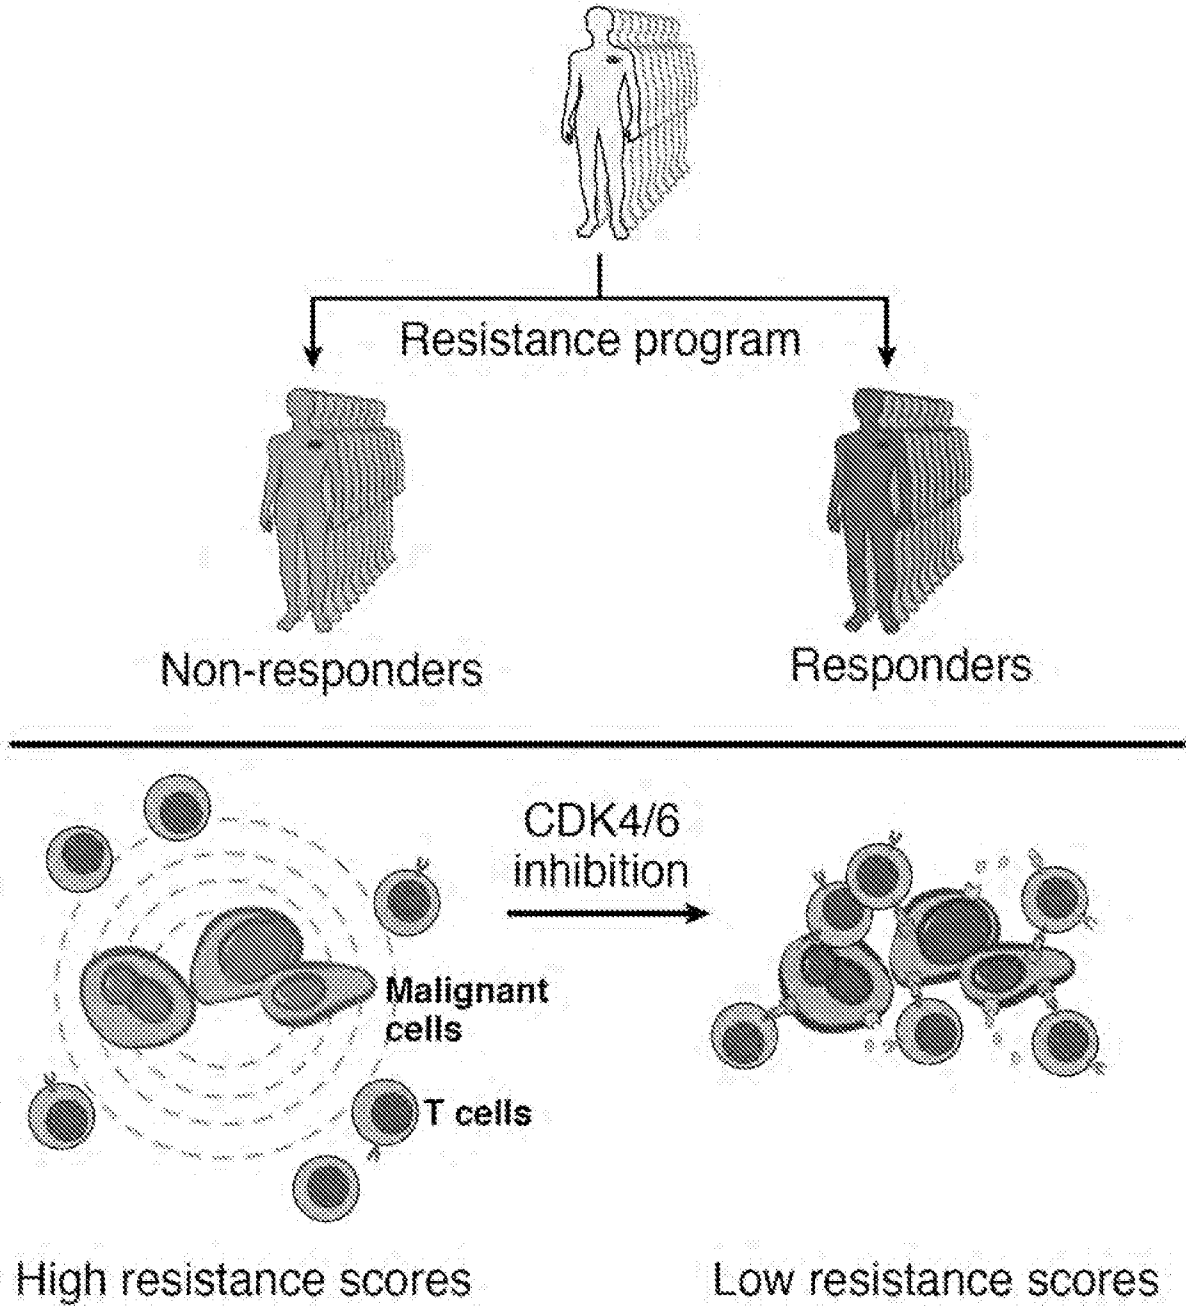 Resistance program
Non-responders
Responders
CDK4/6
inhibition
Malignant
cells
T cells
High resistance scores
Low resistance scores